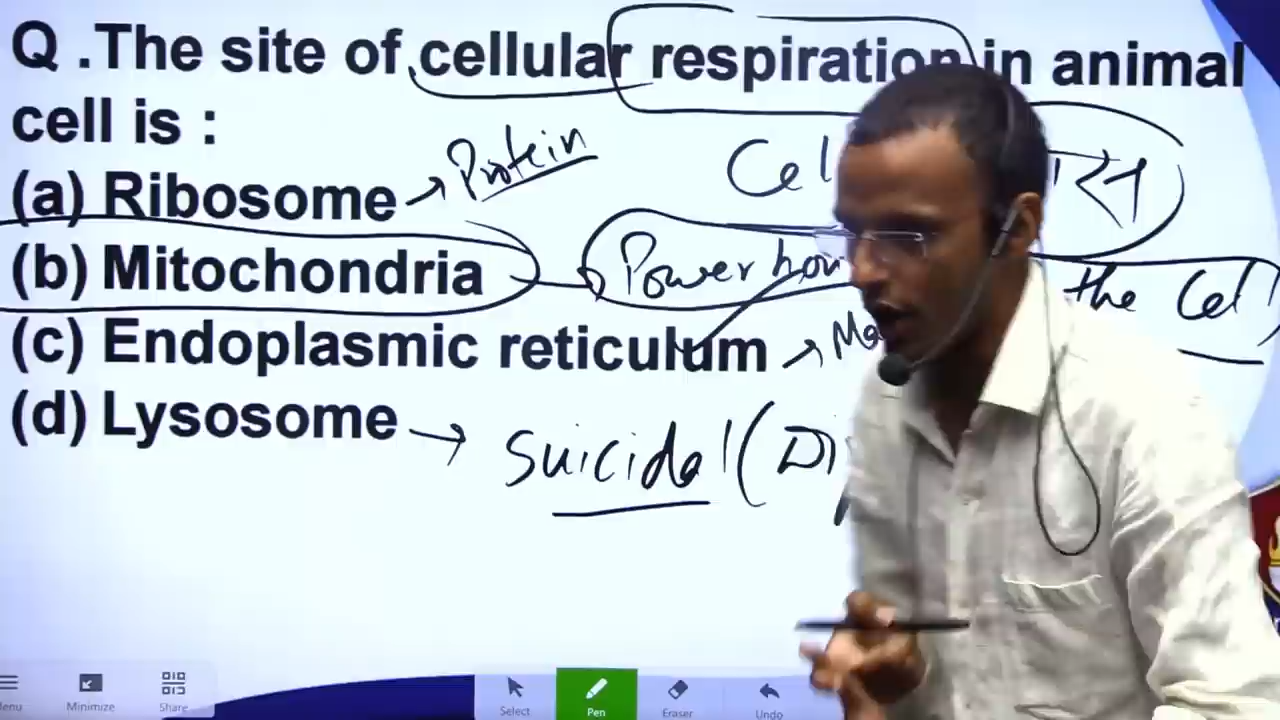 Q .The site of cellular respiration in animal
cell is :
(a) Ribosome → Protein
(b) Mitochondria → Power the Cell
(c) Endoplasmic reticulum →
(d) Lysosome → Suicidal (
Minimize
Share
Select
Pen
Eraser
Undo